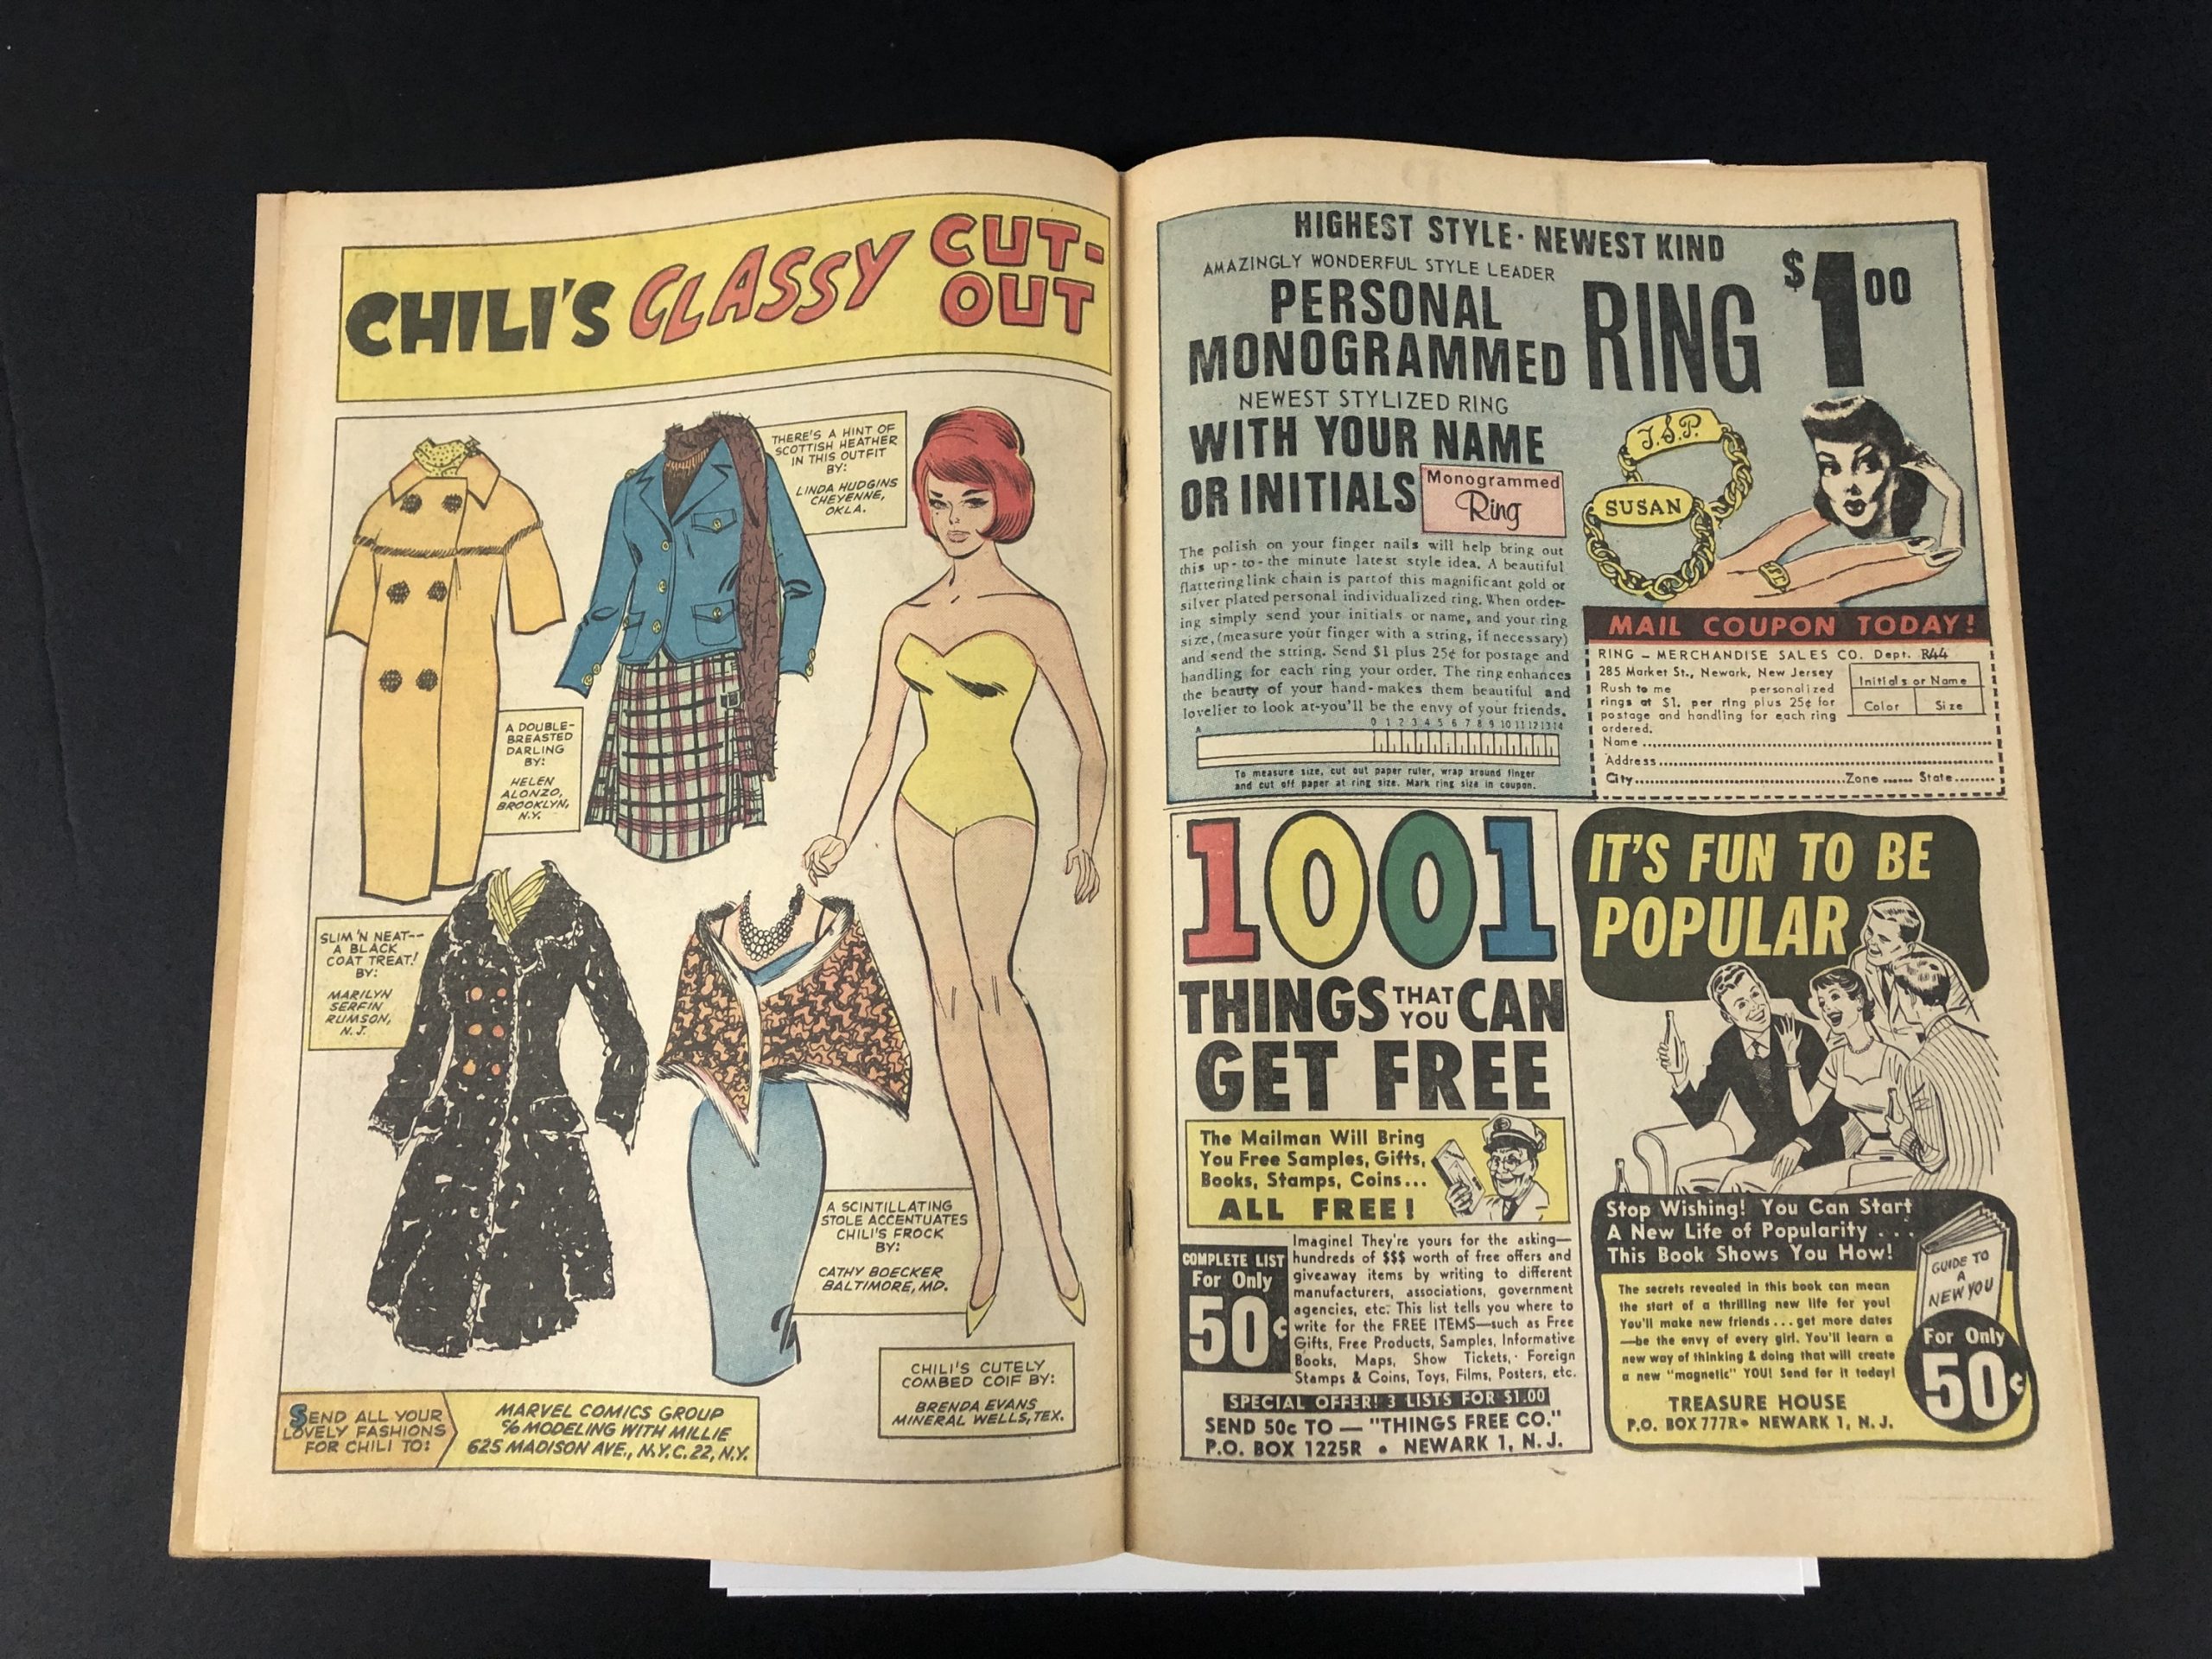 CHILI'S CLASSY CUT-
OUT
THERE'S A HINT OF
SCOTTISH HEATHER
IN THIS OUTFIT
BY:
LINDA HUDGINS
CHEYENNE,
OKLA.
A DOUBLE-
BREASTED
DARLING
BY:
HELEN
ALONZO,
BROOKLYN,
N.Y.
SLIM 'N NEAT--
A BLACK
COAT TREAT!
BY:
MARILYN
SERFIN
RUMSON,
N.J.
A SCINTILLATING
STOLE ACCENTUATES
CHILI'S FROCK
BY:
CATHY BOECKER
BALTIMORE, MD.
CHILI'S CUTELY
COMBED COIF BY:
BRENDA EVANS
MINERAL WELLS, TEX.
SEND ALL YOUR
LOVELY FASHIONS
FOR CHILI TO:
MARVEL COMICS GROUP
c/o MODELING WITH MILLIE
625 MADISON AVE., N.Y.C. 22, N.Y.
HIGHEST STYLE · NEWEST KIND
AMAZINGLY WONDERFUL STYLE LEADER
PERSONAL
MONOGRAMMED
RING $1.00
NEWEST STYLIZED RING
WITH YOUR NAME
OR INITIALS
Monogrammed
Ring
J.S.P.
SUSAN
The polish on your finger nails will help bring out
this up-to-the minute latest style idea. A beautiful
flattering link chain is part of this magnificant gold or
silver plated personal individualized ring. When order-
ing simply send your initials or name, and your ring
size, (measure your finger with a string, if necessary)
and send the string. Send $1 plus 25¢ for postage and
handling for each ring your order. The ring enhances
the beauty of your hand-makes them beautiful and
lovelier to look at-you'll be the envy of your friends.
A 0 1 2 3 4 5 6 7 8 9 10 11 12 13 14
To measure size, cut out paper ruler, wrap around finger
and cut off paper at ring size. Mark ring size in coupon.
MAIL COUPON TODAY!
RING — MERCHANDISE SALES CO. Dept. R44
285 Market St., Newark, New Jersey
Rush to me personalized
rings at $1. per ring plus 25¢ for
postage and handling for each ring
ordered.
Initials or Name
Color Size
Name
Address
City Zone State
1001
THINGS THAT YOU CAN
GET FREE
The Mailman Will Bring
You Free Samples, Gifts,
Books, Stamps, Coins...
ALL FREE!
COMPLETE LIST
For Only
50¢
Imagine! They're yours for the asking—
hundreds of $$$ worth of free offers and
giveaway items by writing to different
manufacturers, associations, government
agencies, etc. This list tells you where to
write for the FREE ITEMS—such as Free
Gifts, Free Products, Samples, Informative
Books, Maps, Show Tickets, Foreign
Stamps & Coins, Toys, Films, Posters, etc.
SPECIAL OFFER! 3 LISTS FOR $1.00
SEND 50c TO — "THINGS FREE CO."
P.O. BOX 1225R • NEWARK 1, N. J.
IT'S FUN TO BE
POPULAR
Stop Wishing! You Can Start
A New Life of Popularity . . .
This Book Shows You How!
GUIDE TO
A
NEW YOU
The secrets revealed in this book can mean
the start of a thrilling new life for you!
You'll make new friends . . . get more dates
—be the envy of every girl. You'll learn a
new way of thinking & doing that will create
a new "magnetic" YOU! Send for it today!
For Only
50¢
TREASURE HOUSE
P.O. BOX 777R • NEWARK 1, N. J.